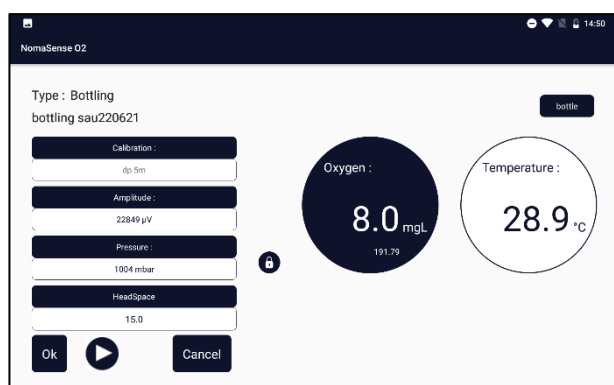 14:50
NomaSense O2
Type : Bottling
bottling sau220621
bottle
Calibration :
dp 5m
Amplitude :
22849 µV
Pressure :
1004 mbar
HeadSpace
15.0
Ok
Cancel
Oxygen :
8.0 mgL
191.79
Temperature :
28.9 °C